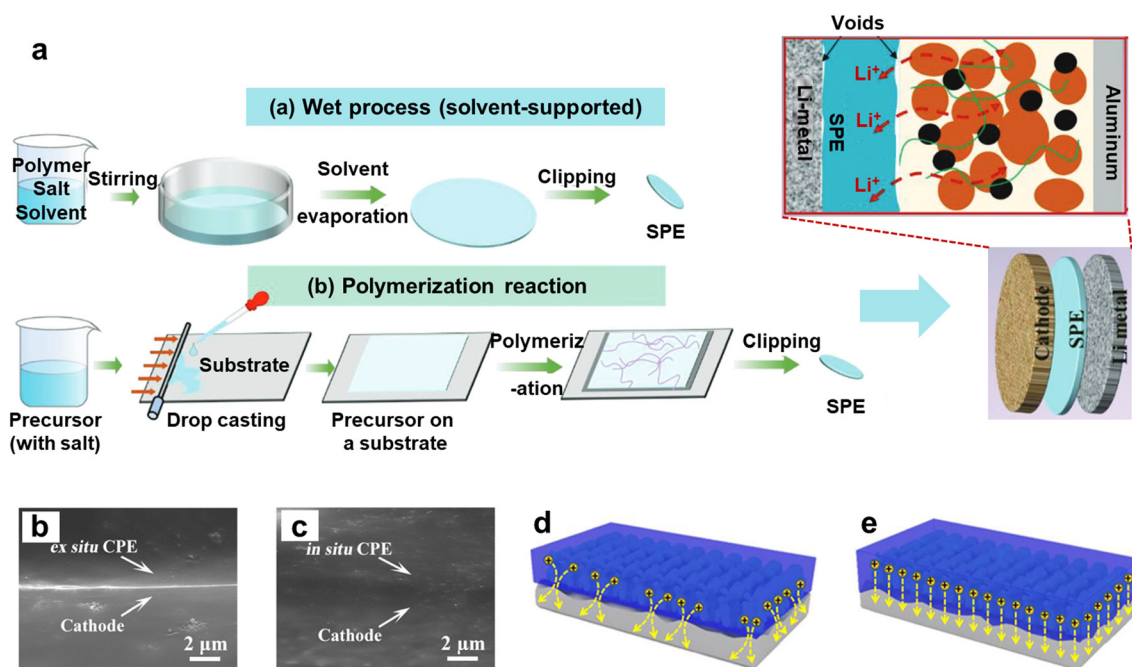 a
Voids
Li-metal
SPE
Li⁺
Li⁺
Li⁺
Aluminum
(a) Wet process (solvent-supported)
Polymer
Salt
Solvent
Stirring
Solvent
evaporation
Clipping
SPE
(b) Polymerization reaction
Precursor
(with salt)
Substrate
Drop casting
Precursor on
a substrate
Polymeriz
-ation
Clipping
SPE
Cathode
SPE
Li metal
b
ex situ CPE
Cathode
2 μm
c
in situ CPE
Cathode
2 μm
d
e